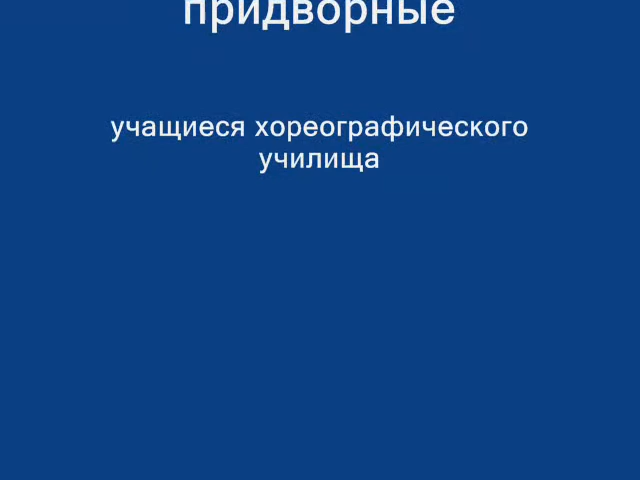 придворные
учащиеся хореографического
училища